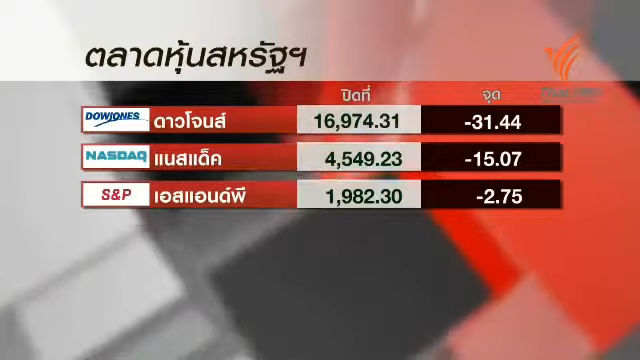 ตลาดหุ้นสหรัฐฯ
ปิดที่ จุด
DOWJONES ดาวโจนส์ 16,974.31 -31.44
NASDAQ แนสแด็ค 4,549.23 -15.07
S&P เอสแอนด์พี 1,982.30 -2.75